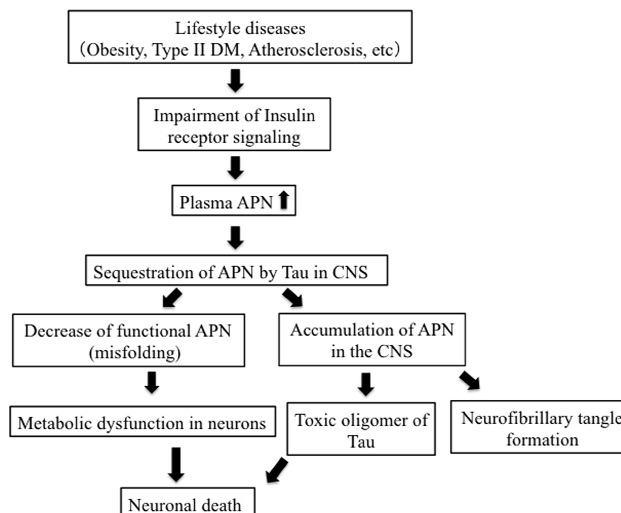 Lifestyle diseases
(Obesity, Type II DM, Atherosclerosis, etc)
Impairment of Insulin
receptor signaling
Plasma APN
Sequestration of APN by Tau in CNS
Decrease of functional APN
(misfolding)
Accumulation of APN
in the CNS
Metabolic dysfunction in neurons
Toxic oligomer of
Tau
Neurofibrillary tangle
formation
Neuronal death